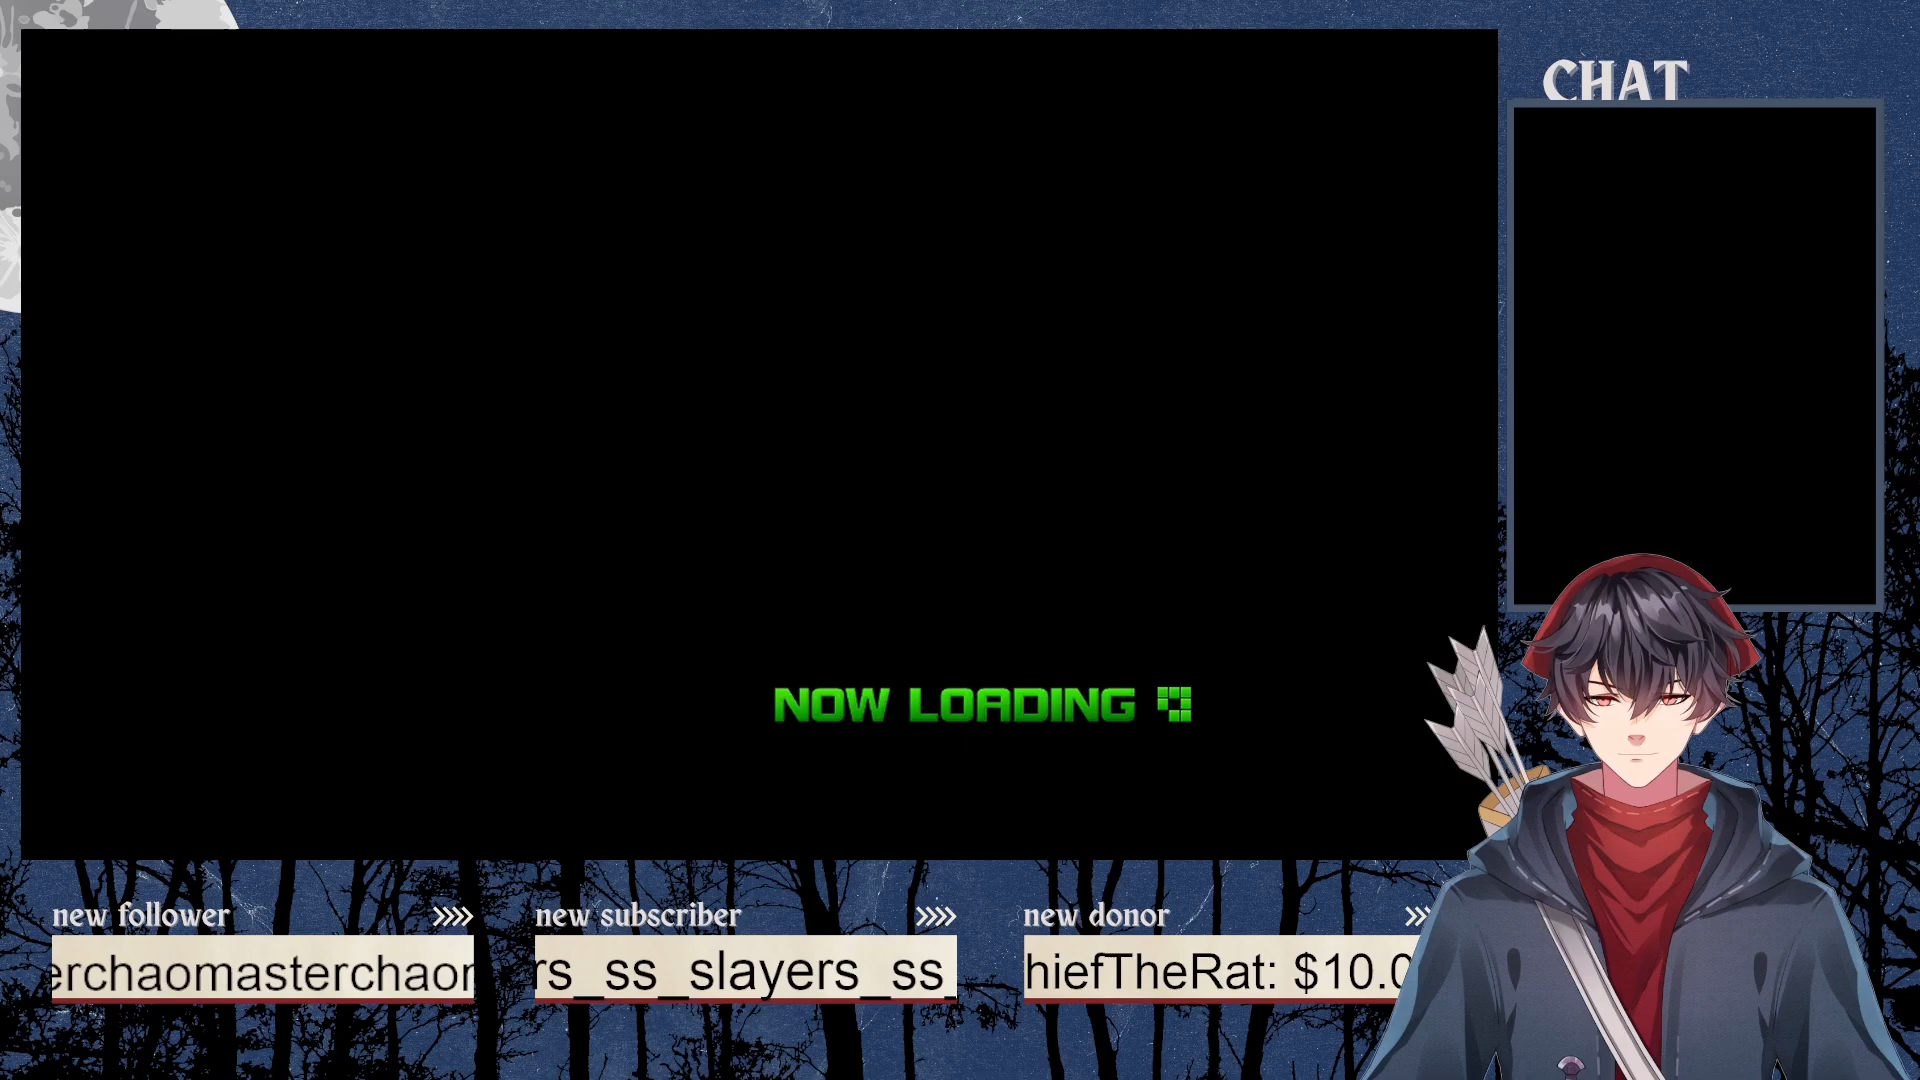 CHAT
NOW LOADING
new follower
new subscriber
new donor
erchaomasterchaor
rs_ss_slayers_ss_
hiefTheRat: $10.0